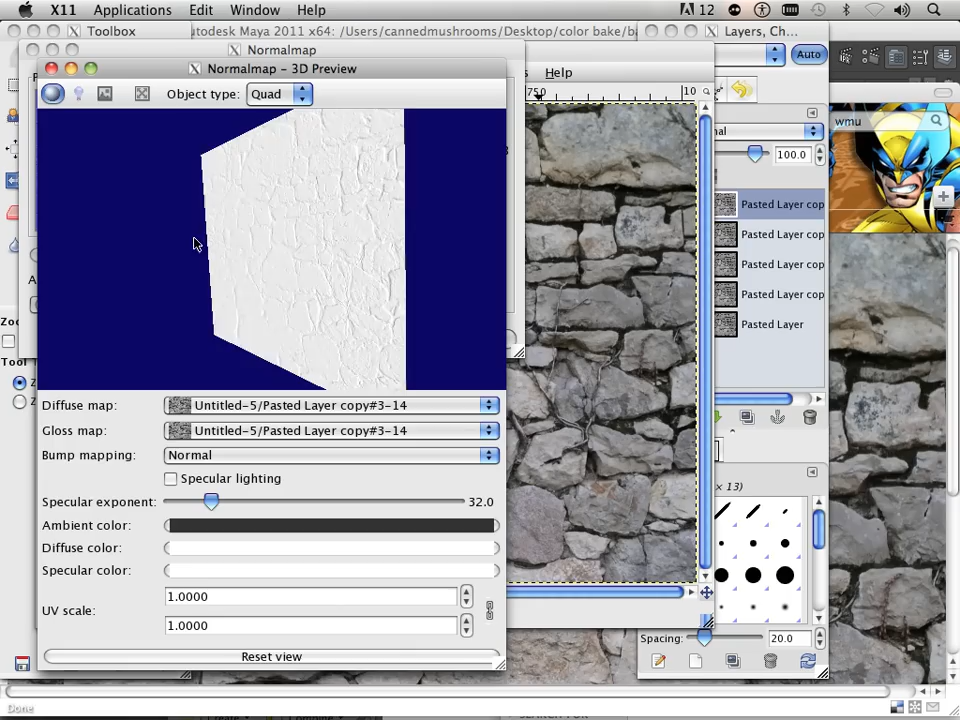 X11 Applications Edit Window Help 12
Toolbox
utodesk Maya 2011 x64: /Users/cannedmushrooms/Desktop/color bake/b
Layers, Ch...
Normalmap
Auto
Normalmap - 3D Preview
Help
Object type: Quad
750
10
wmu
nal
100.0
Pasted Layer cop
Pasted Layer cop
Pasted Layer cop
Pasted Layer cop
Pasted Layer
Zoo
Tool T
Diffuse map: Untitled-5/Pasted Layer copy#3-14
Gloss map: Untitled-5/Pasted Layer copy#3-14
Bump mapping: Normal
Specular lighting
Specular exponent: 32.0
Ambient color:
Diffuse color:
Specular color:
UV scale:
1.0000
1.0000
Reset view
× 13)
Spacing: 20.0
Done